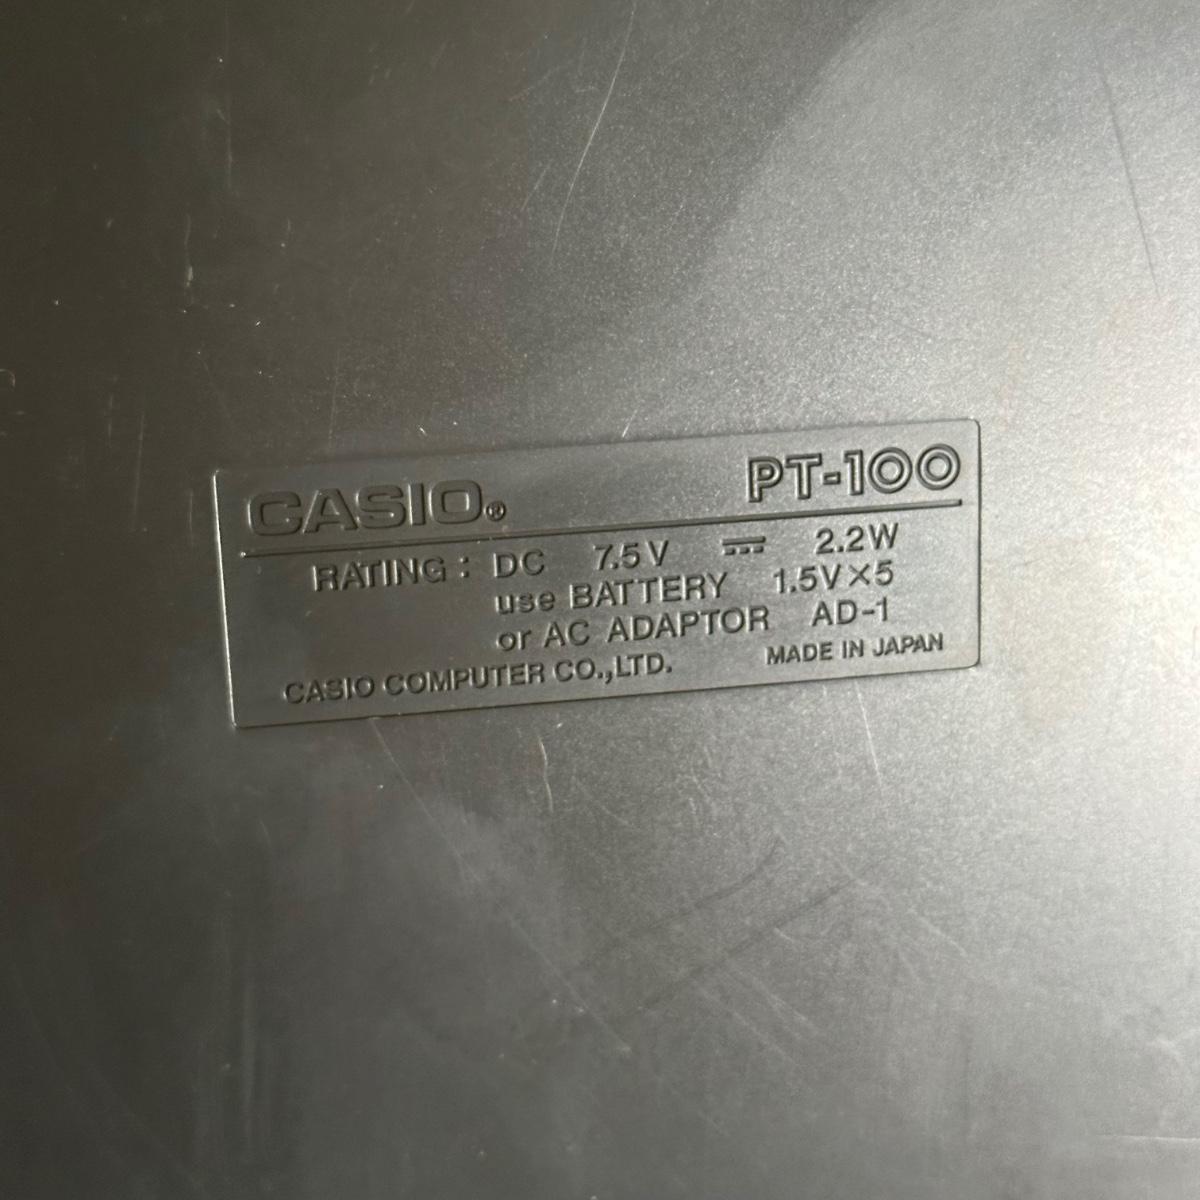 CASIO® PT-100
RATING : DC 7.5V ⎓ 2.2W
use BATTERY 1.5V×5
or AC ADAPTOR AD-1
CASIO COMPUTER CO.,LTD. MADE IN JAPAN